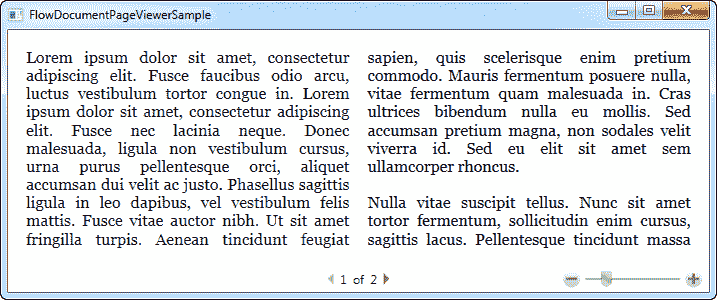 FlowDocumentPageViewerSample
Lorem ipsum dolor sit amet, consectetur
adipiscing elit. Fusce faucibus odio arcu,
luctus vestibulum tortor congue in. Lorem
ipsum dolor sit amet, consectetur adipiscing
elit. Fusce nec lacinia neque. Donec
malesuada, ligula non vestibulum cursus,
urna purus pellentesque orci, aliquet
accumsan dui velit ac justo. Phasellus sagittis
ligula in leo dapibus, vel vestibulum felis
mattis. Fusce vitae auctor nibh. Ut sit amet
fringilla turpis. Aenean tincidunt feugiat
sapien, quis scelerisque enim pretium
commodo. Mauris fermentum posuere nulla,
vitae fermentum quam malesuada in. Cras
ultrices bibendum nulla eu mollis. Sed
accumsan pretium magna, non sodales velit
viverra id. Sed eu elit sit amet sem
ullamcorper rhoncus.
Nulla vitae suscipit tellus. Nunc sit amet
tortor fermentum, sollicitudin enim cursus,
sagittis lacus. Pellentesque tincidunt massa
1 of 2